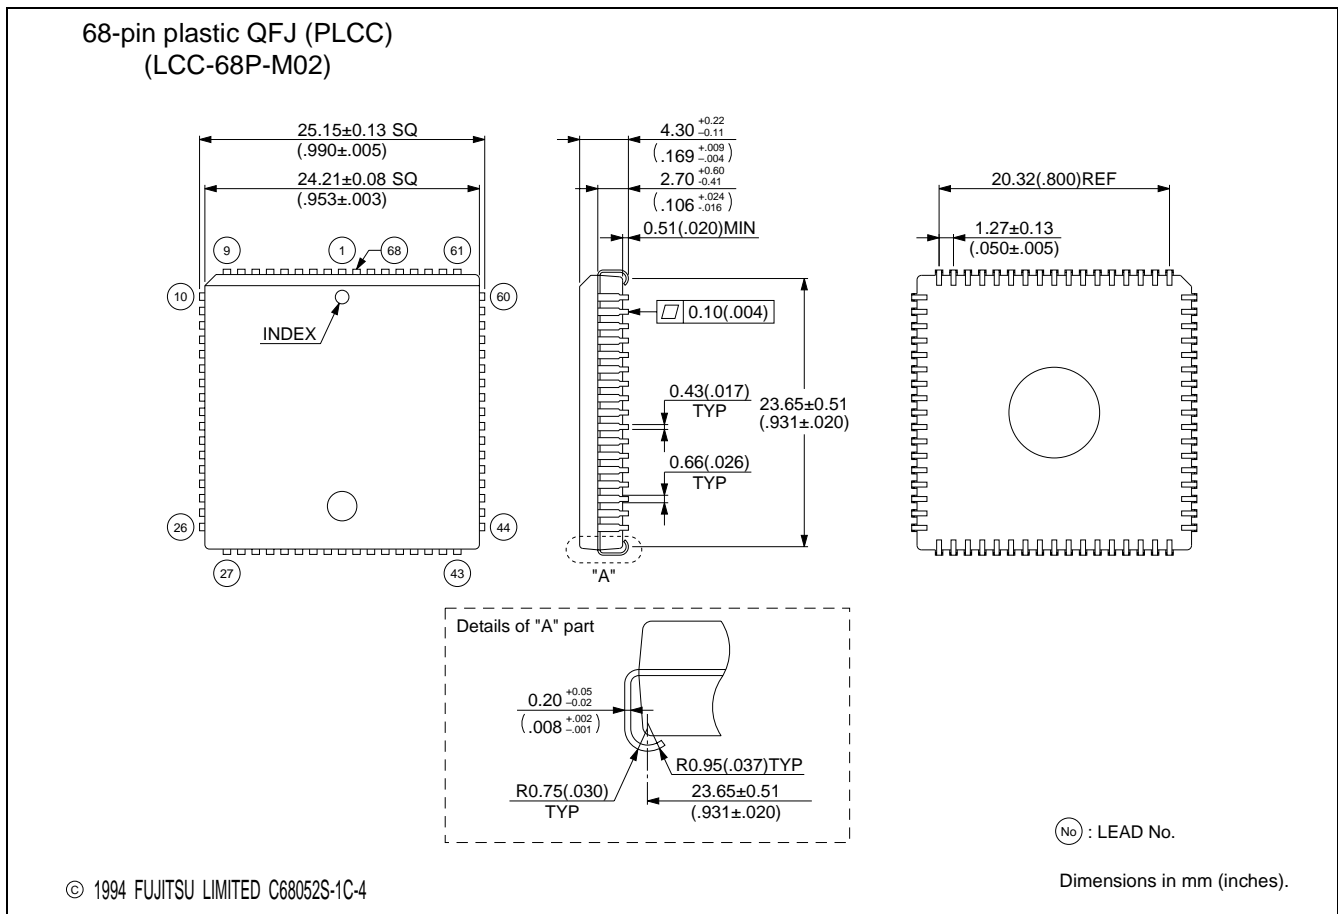 68-pin plastic QFJ (PLCC)
(LCC-68P-M02)
25.15±0.13 SQ
(.990±.005)
24.21±0.08 SQ
(.953±.003)
9
1
68
61
10
60
INDEX
26
44
27
43
4.30 +0.22 −0.11
(.169 +.009 −.004)
2.70 +0.60 -0.41
(.106 +.024 -.016)
0.51(.020)MIN
0.10(.004)
0.43(.017)
TYP
23.65±0.51
(.931±.020)
0.66(.026)
TYP
"A"
20.32(.800)REF
1.27±0.13
(.050±.005)
Details of "A" part
0.20 +0.05 −0.02
(.008 +.002 −.001)
R0.95(.037)TYP
R0.75(.030)
TYP
23.65±0.51
(.931±.020)
No : LEAD No.
© 1994 FUJITSU LIMITED C68052S-1C-4
Dimensions in mm (inches).